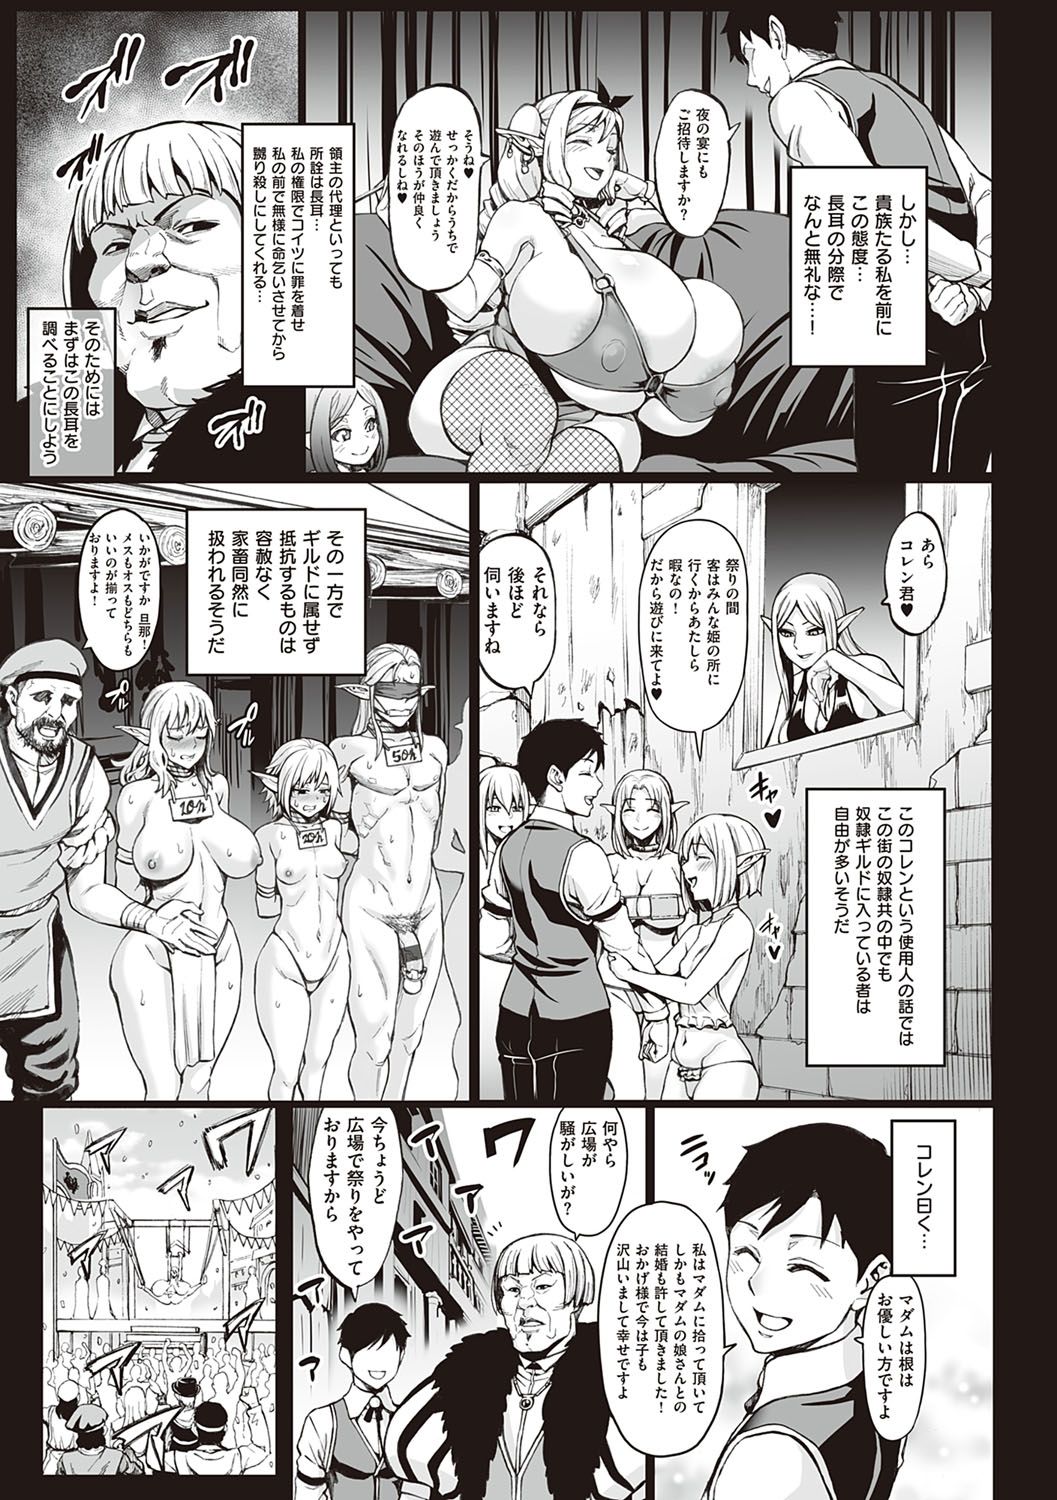 夜の宴にも
ご招待しますか?
そうね♥
せっかくだからうちで
遊んで頂きましょう
そのほうが仲良く
なれるしね♥
しかし…
貴族たる私を前に
この態度…
長耳の分際で
なんと無礼な…!
領主の代理といっても
所詮は長耳…
私の権限でコイツに罪を着せ
私の前で無様に命乞いさせてから
嬲り殺しにしてくれる…
そのためには
まずはこの長耳を
調べることにしよう
ズオ
ズオ
ズオ
ズオ
あら
コレン君♥
祭りの間
客はみんな姫の所に
行くからあたしら
暇なの!
だから遊びに来てよ♥
それなら
後ほど
伺いますね
キャ♥
キャ♥
このコレンという使用人の話では
この街の奴隷共の中でも
奴隷ギルドに入っている者は
自由が多いそうだ
その一方で
ギルドに属せず
抵抗するものは
容赦なく
家畜同然に
扱われるそうだ
いかがですか 旦那!
メスもオスもどちらも
いいのが揃って
おりますよ!
コレン曰く…
マダムは根は
お優しい方ですよ
私はマダムに拾って頂いて
しかもマダムの娘さんとの
結婚も許して頂きました!
おかげ様で今は子も
沢山いまして幸せですよ
何やら
広場が
騒がしいが?
今ちょうど
広場で祭りをやって
おりますから
ワ
ァ
ァ
ワ
ァ
ワ